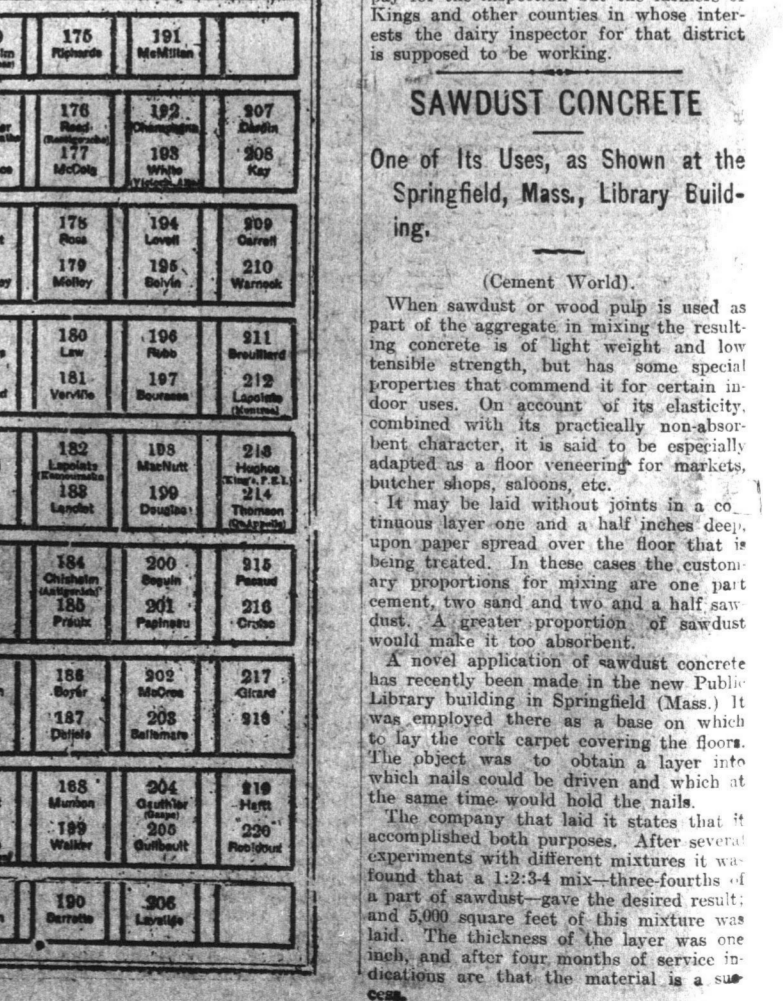 175
Richards
191
McMillan
176
Reed
177
McColg
192
Champagne
193
White
207
208
Kay
178
Ross
179
Molloy
194
Lovell
195
Boivin
209
Carroll
210
Warnock
180
Law
181
Verville
196
Robb
197
Bourassa
211
Brouillard
212
Lapointe
(Montreal)
182
Lapointe
183
Lanctot
198
MacNutt
199
Douglas
213
Hughes
(King's, P.E.I.)
214
Thomson
(Qu'Appelle)
184
Chisholm
(Antigonish)
185
Proulx
200
Seguin
201
Papineau
215
Pacaud
216
Cruise
186
Boyer
187
Delisle
202
McCrea
203
Bellemare
217
Girard
218
188
Munson
189
Walker
204
Gauthier
(Gaspe)
205
Guilbault
219
220
Robidoux
190
Barrette
206
Lavallee
Kings and other counties in whose inter-
ests the dairy inspector for that district
is supposed to be working.
SAWDUST CONCRETE
One of Its Uses, as Shown at the
Springfield, Mass., Library Build-
ing.
(Cement World).
When sawdust or wood pulp is used as
part of the aggregate in mixing the result-
ing concrete is of light weight and low
tensible strength, but has some special
properties that commend it for certain in-
door uses. On account of its elasticity,
combined with its practically non-absor-
bent character, it is said to be especially
adapted as a floor veneering for markets,
butcher shops, saloons, etc.
It may be laid without joints in a co
tinuous layer one and a half inches deep,
upon paper spread over the floor that is
being treated. In these cases the custom-
ary proportions for mixing are one part
cement, two sand and two and a half saw-
dust. A greater proportion of sawdust
would make it too absorbent.
A novel application of sawdust concrete
has recently been made in the new Public
Library building in Springfield (Mass.) It
was employed there as a base on which
to lay the cork carpet covering the floors.
The object was to obtain a layer into
which nails could be driven and which at
the same time would hold the nails.
The company that laid it states that it
accomplished both purposes. After several
experiments with different mixtures it was
found that a 1:2:3-4 mix—three-fourths of
a part of sawdust—gave the desired result;
and 5,000 square feet of this mixture was
laid. The thickness of the layer was one
inch, and after four months of service in-
dications are that the material is a suc-
cess.